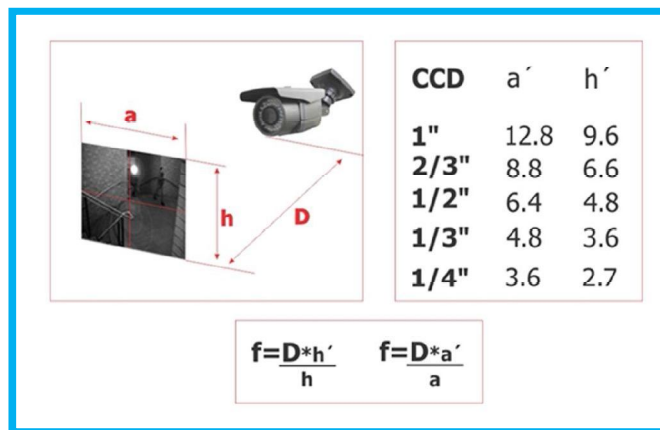 a
h
D
CCD a´ h´
1" 12.8 9.6
2/3" 8.8 6.6
1/2" 6.4 4.8
1/3" 4.8 3.6
1/4" 3.6 2.7
f=D*h´ f=D*a´
h a